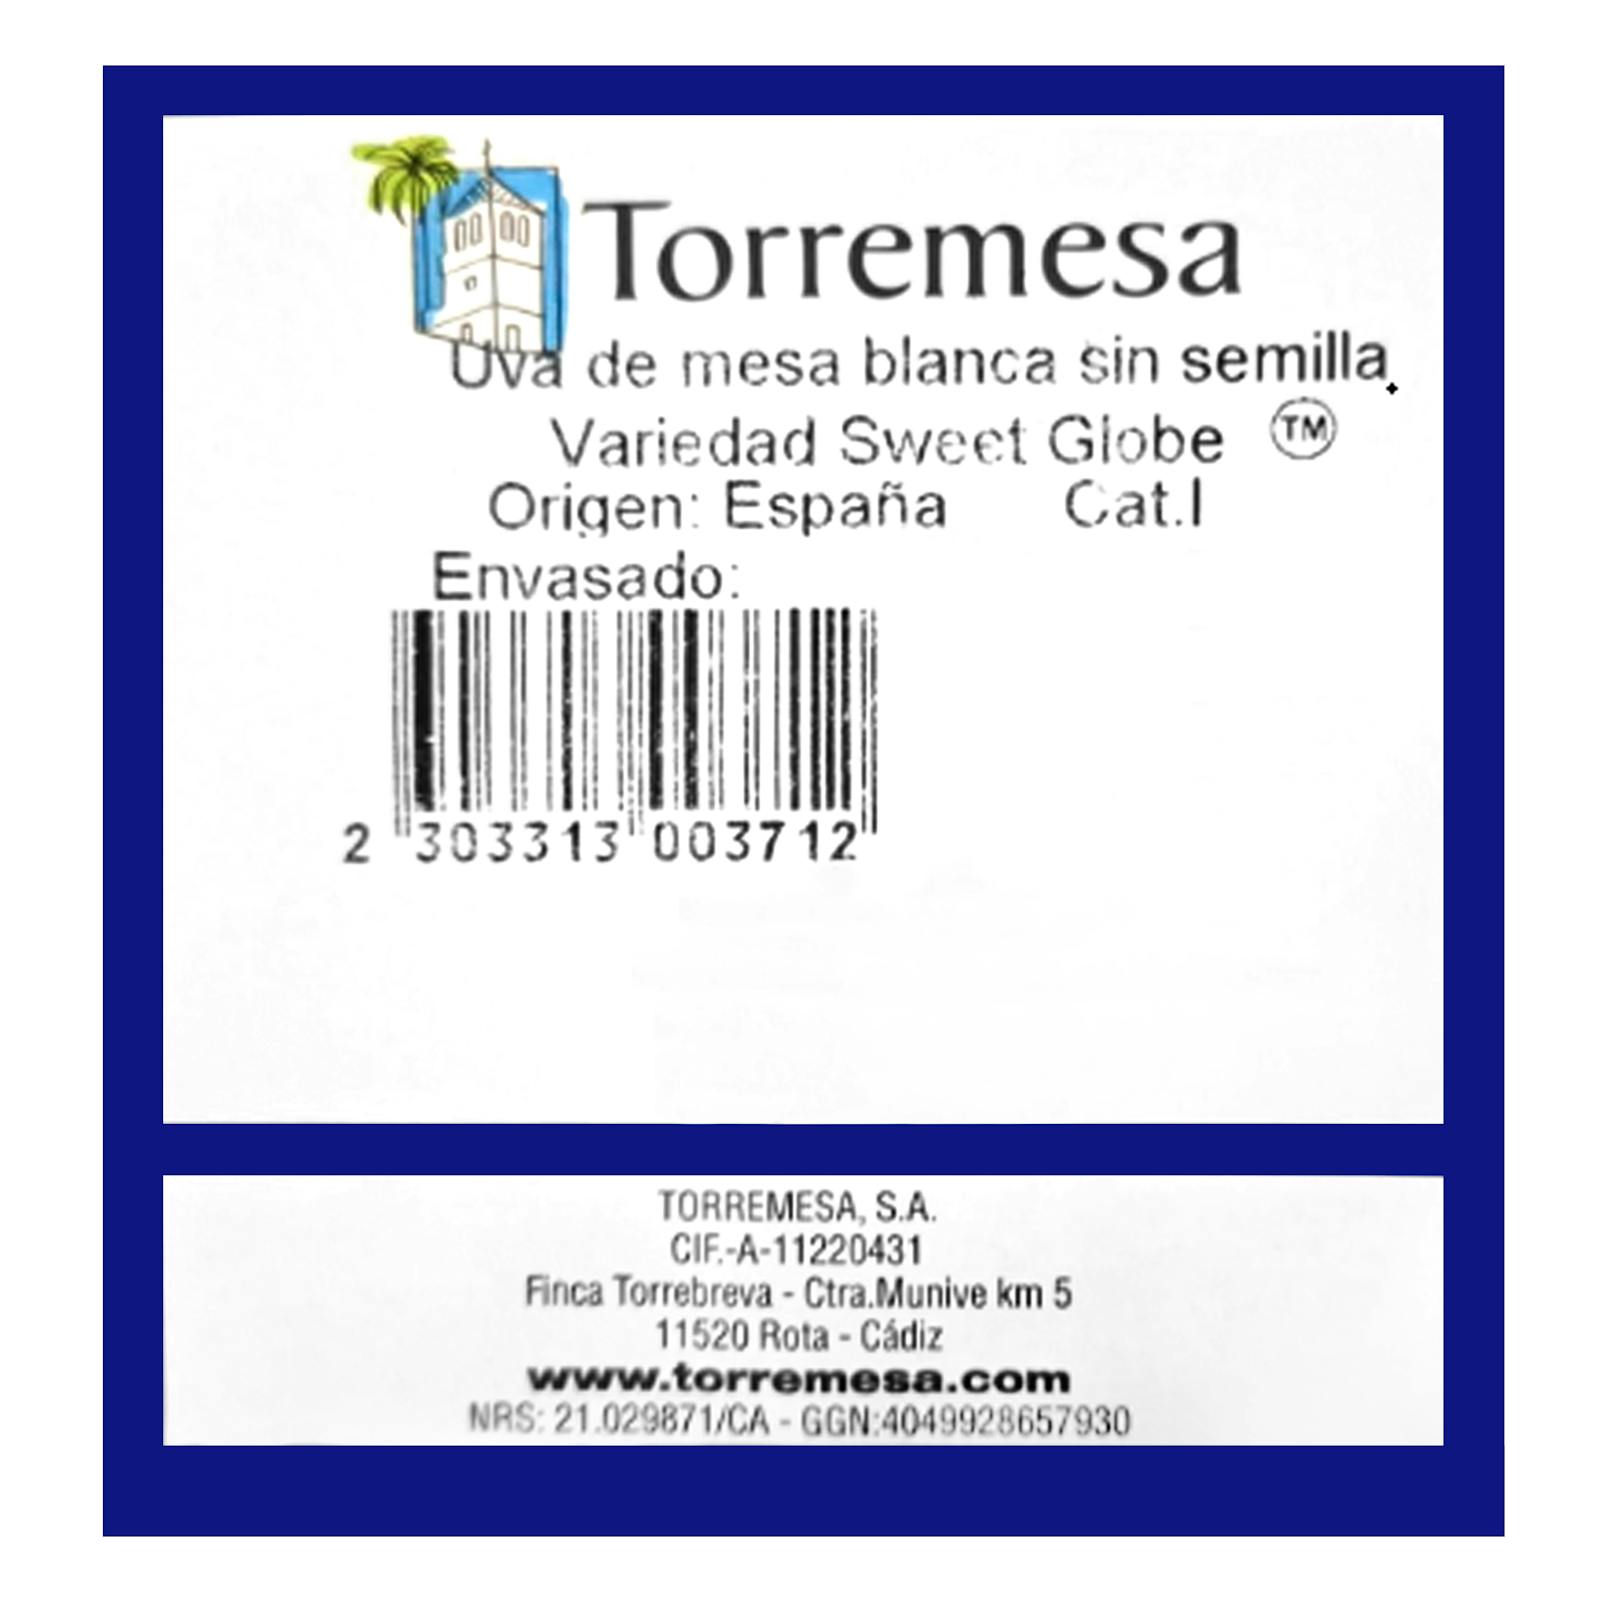 Torremesa
Uva de mesa blanca sin semilla.
Variedad Sweet Globe TM
Origen: España Cat.I
Envasado:
2 303313 003712
TORREMESA, S.A.
CIF.-A-11220431
Finca Torrebreva - Ctra.Munive km 5
11520 Rota - Cádiz
www.torremesa.com
NRS: 21.029871/CA - GGN:4049928657930